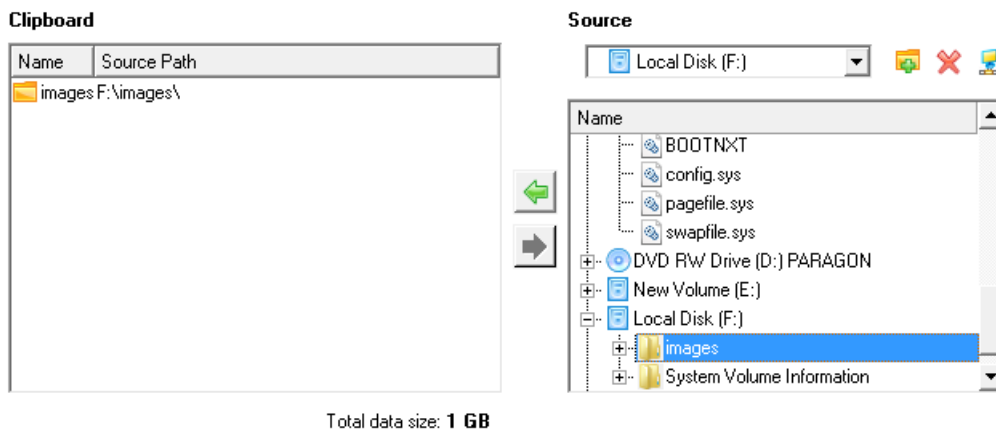 Clipboard
Name Source Path
images F:\images\
Total data size: 1 GB
Source
Local Disk (F:)
Name
BOOTNXT
config.sys
pagefile.sys
swapfile.sys
DVD RW Drive (D:) PARAGON
New Volume (E:)
Local Disk (F:)
images
System Volume Information